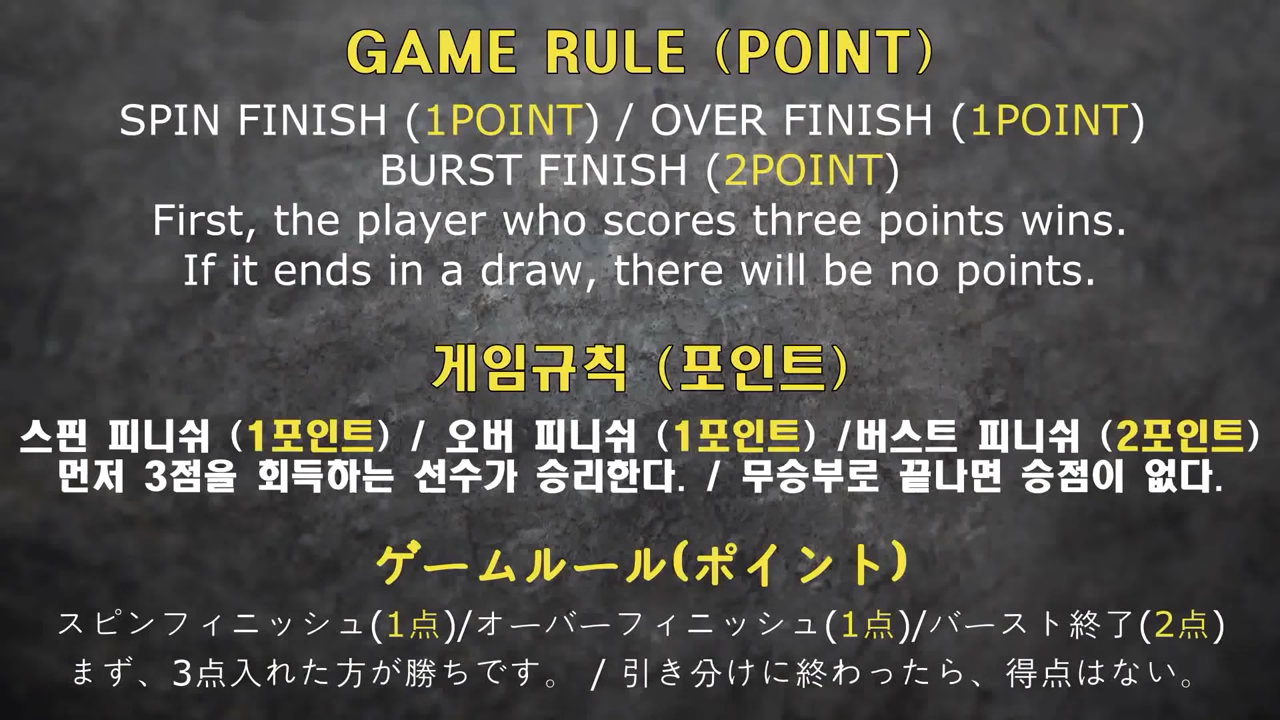 GAME RULE (POINT)
SPIN FINISH (1POINT) / OVER FINISH (1POINT)
BURST FINISH (2POINT)
First, the player who scores three points wins.
If it ends in a draw, there will be no points.
게임규칙 (포인트)
스핀 피니쉬 (1포인트) / 오버 피니쉬 (1포인트) /버스트 피니쉬 (2포인트)
먼저 3점을 회득하는 선수가 승리한다. / 무승부로 끝나면 승점이 없다.
ゲームルール(ポイント)
スピンフィニッシュ(1点)/オーバーフィニッシュ(1点)/バースト終了(2点)
まず、3点入れた方が勝ちです。 / 引き分けに終わったら、得点はない。